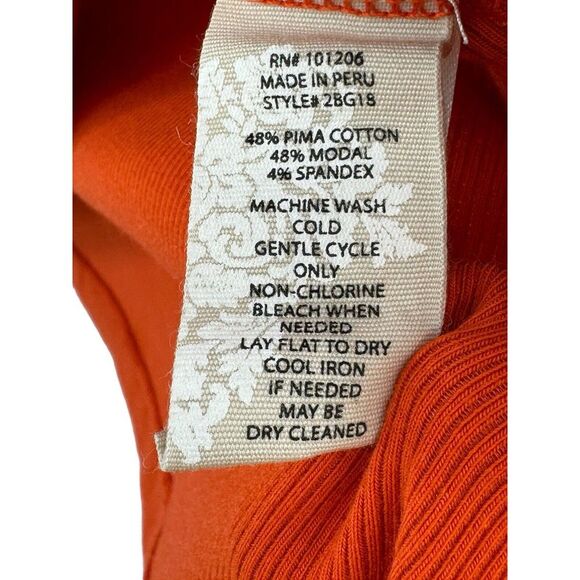 RN# 101206
MADE IN PERU
STYLE# 2BG18
48% PIMA COTTON
48% MODAL
4% SPANDEX
MACHINE WASH
COLD
GENTLE CYCLE
ONLY
NON-CHLORINE
BLEACH WHEN
NEEDED
LAY FLAT TO DRY
COOL IRON
IF NEEDED
MAY BE
DRY CLEANED